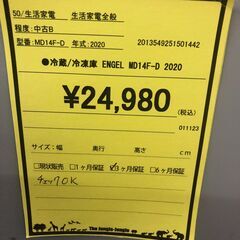 50/生活家電 生活家電全般
程度:中古B
型番:MD14F-D 年式:2020 2013549251501442
●冷蔵/冷凍庫 ENGEL MD14F-D 2020
¥24,980
(税込)
011123
サイズ:幅 奥行 高さ cm
□現状販売 □1ヶ月保証 ☑3ヶ月保証 □6ヶ月保証
チェックOK
The Jungle-Jungle